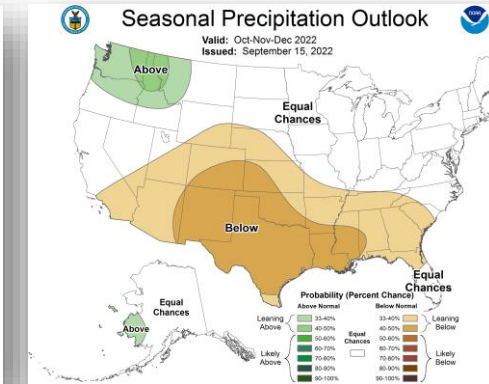 Seasonal Precipitation Outlook
Valid: Oct-Nov-Dec 2022
Issued: September 15, 2022
NOAA
Above
Equal
Chances
Below
Equal
Chances
Equal
Chances
Above
Probability (Percent Chance)
Above Normal Below Normal
Leaning
Above
33-40%
40-50%
Likely
Above
50-60%
60-70%
70-80%
80-90%
90-100%
Equal
Chances
33-40%
40-50%
Leaning
Below
50-60%
60-70%
70-80%
80-90%
90-100%
Likely
Below